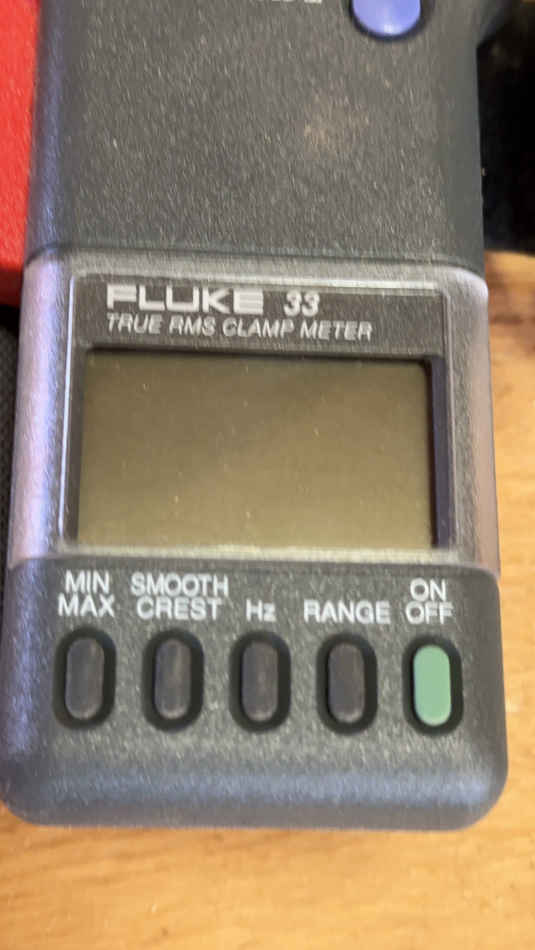 FLUKE 33
TRUE RMS CLAMP METER
MIN MAX
SMOOTH CREST
Hz
RANGE
ON OFF